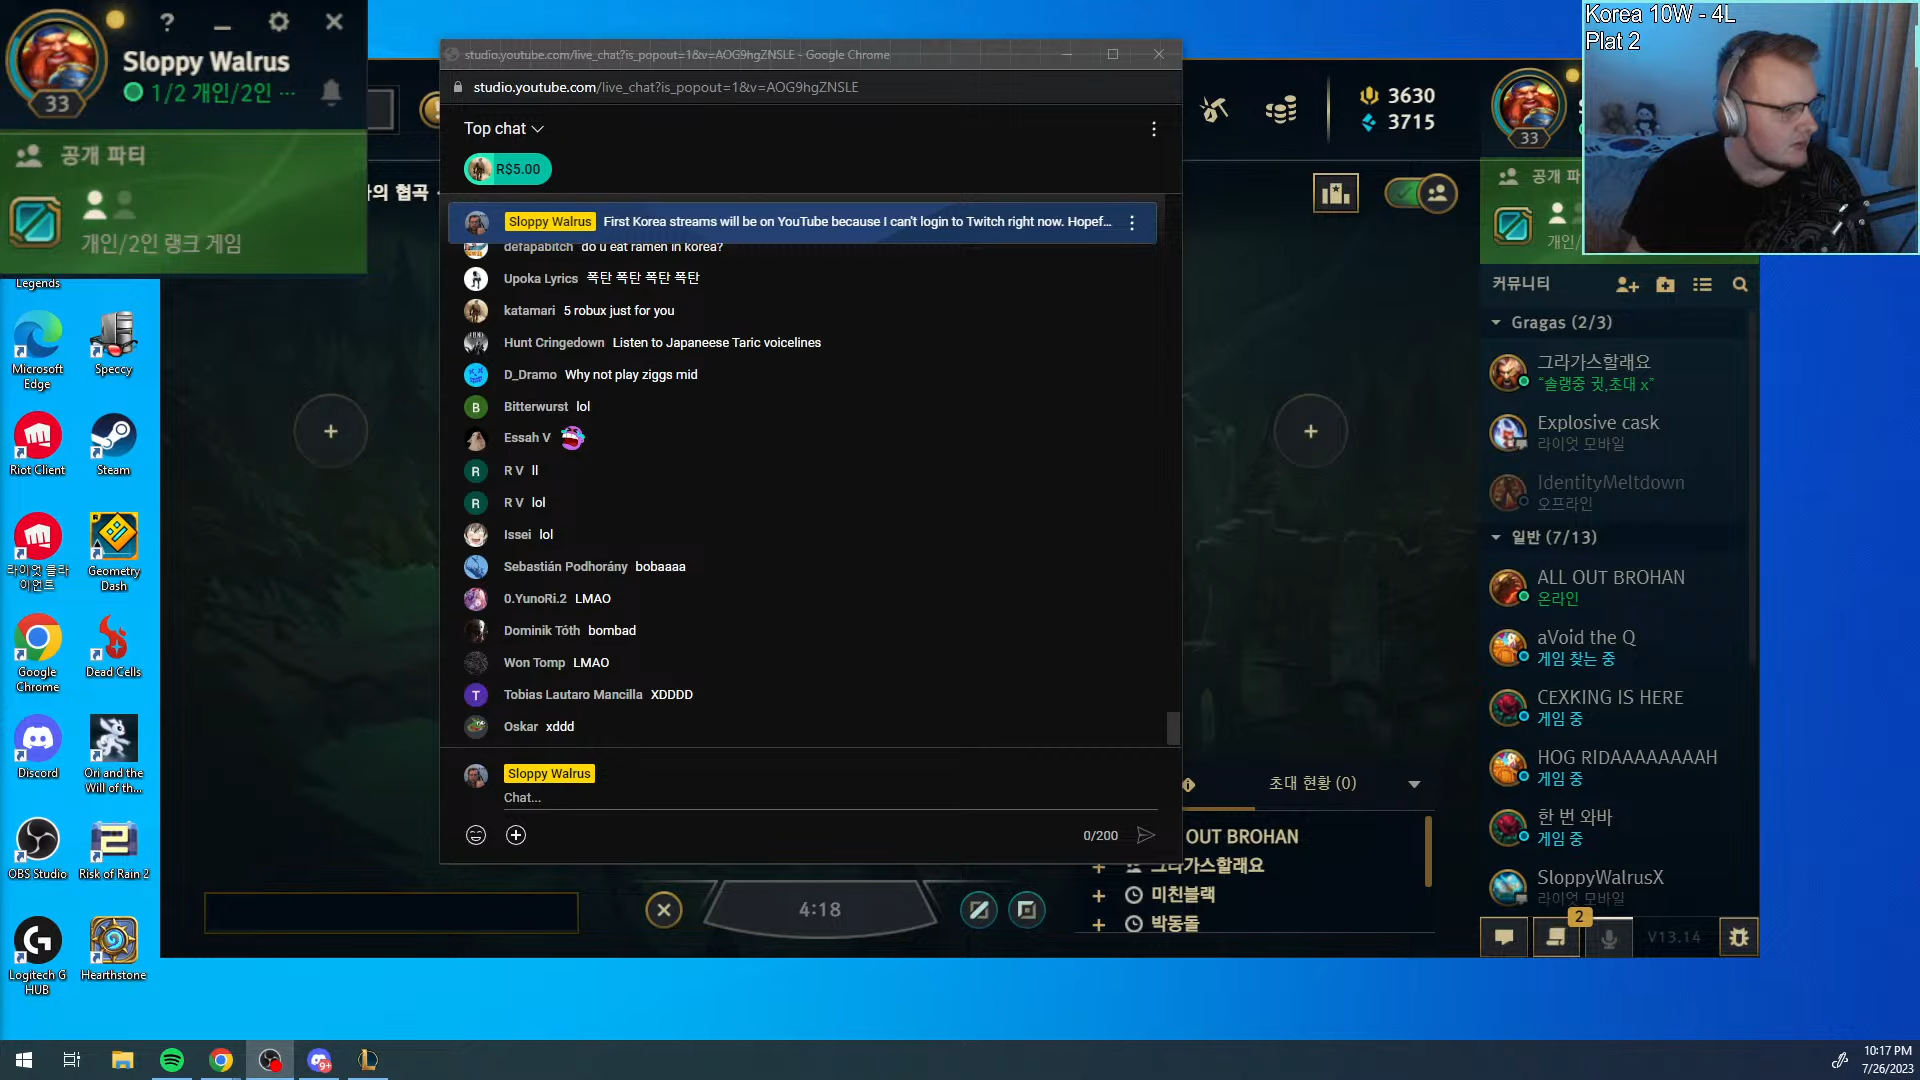 Sloppy Walrus
33
1/2 개인/2인 ...
공개 파티
개인/2인 랭크 게임
studio.youtube.com/live_chat?is_popout=1&v=AOG9hgZNSLE - Google Chrome
studio.youtube.com/live_chat?is_popout=1&v=AOG9hgZNSLE
Top chat
R$5.00
Sloppy Walrus First Korea streams will be on YouTube because I can't login to Twitch right now. Hopef...
defapabitch do u eat ramen in korea?
Upoka Lyrics 폭탄 폭탄 폭탄 폭탄
katamari 5 robux just for you
Hunt Cringedown Listen to Japaneese Taric voicelines
D_Dramo Why not play ziggs mid
B Bitterwurst lol
Essah V
R R V ll
R R V lol
Issei lol
Sebastián Podhorány bobaaaa
0.YunoRi.2 LMAO
Dominik Tóth bombad
Won Tomp LMAO
T Tobias Lautaro Mancilla XDDDD
Oskar xddd
Sloppy Walrus
Chat...
0/200
의 협곡
4:18
3630
3715
33
Korea 10W - 4L
Plat 2
공개 파
개인/
커뮤니티
Gragas (2/3)
그라가스할래요
“솔랭중 귓,초대 x”
Explosive cask
라이엇 모바일
IdentityMeltdown
오프라인
일반 (7/13)
ALL OUT BROHAN
온라인
aVoid the Q
게임 찾는 중
CEXKING IS HERE
게임 중
HOG RIDAAAAAAAAH
게임 중
한 번 와바
게임 중
SloppyWalrusX
라이엇 모바일
2
V13.14
초대 현황 (0)
OUT BROHAN
그라가스할래요
미친블랙
박동돌
Legends
Microsoft Edge
Speccy
Riot Client
Steam
라이엇 클라이언트
Geometry Dash
Google Chrome
Dead Cells
Discord
Ori and the Will of th...
OBS Studio
Risk of Rain 2
Logitech G HUB
Hearthstone
9+
10:17 PM
7/26/2023